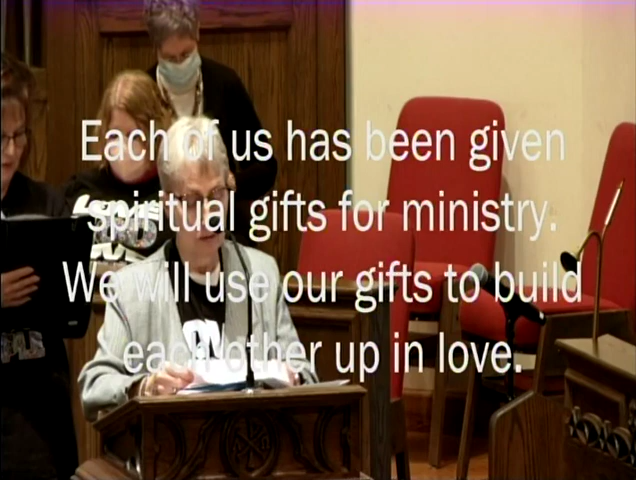 Each of us has been given
spiritual gifts for ministry.
We will use our gifts to build
each other up in love.